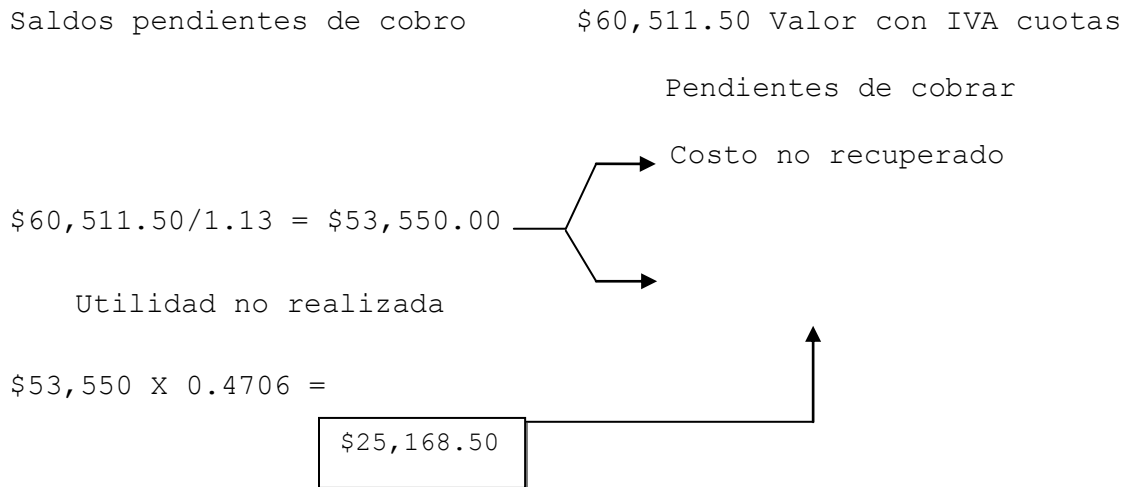 Saldos pendientes de cobro $60,511.50 Valor con IVA cuotas
Pendientes de cobrar
Costo no recuperado
$60,511.50/1.13 = $53,550.00
Utilidad no realizada
$53,550 X 0.4706 =
$25,168.50